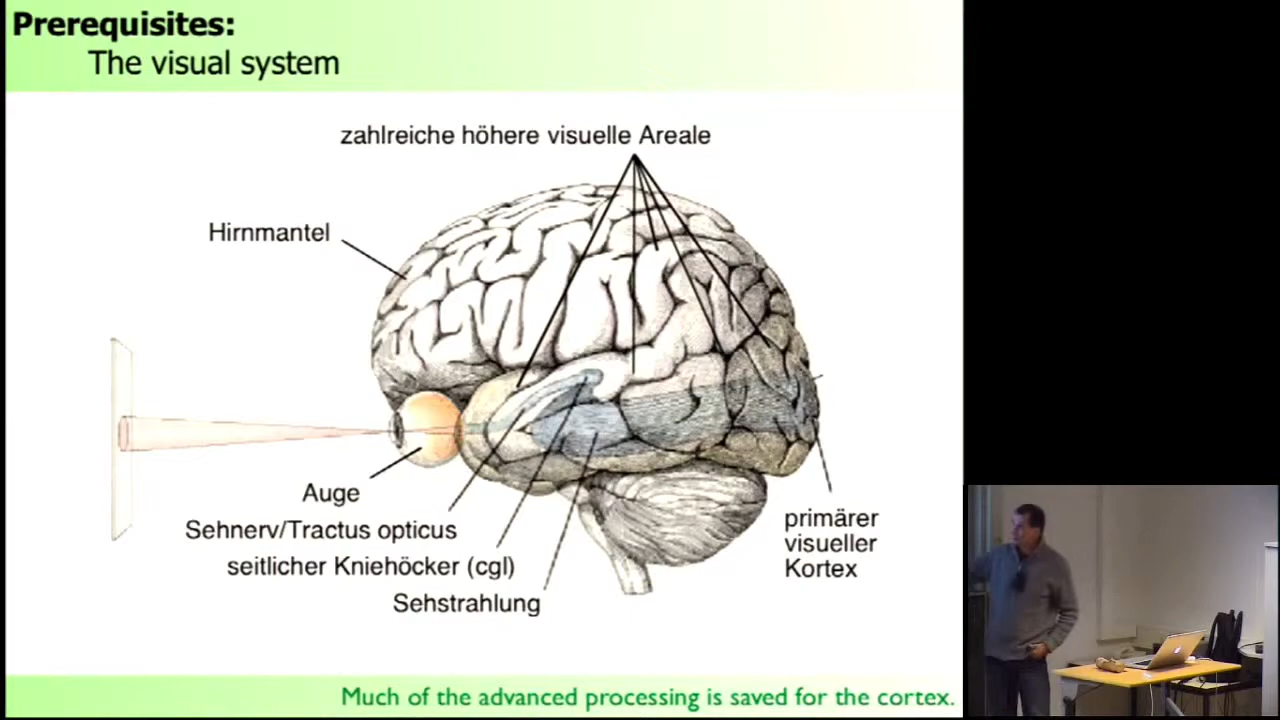 Prerequisites:
The visual system
zahlreiche höhere visuelle Areale
Hirnmantel
Auge
Sehnerv/Tractus opticus
seitlicher Kniehöcker (cgl)
Sehstrahlung
primärer
visueller
Kortex
Much of the advanced processing is saved for the cortex.